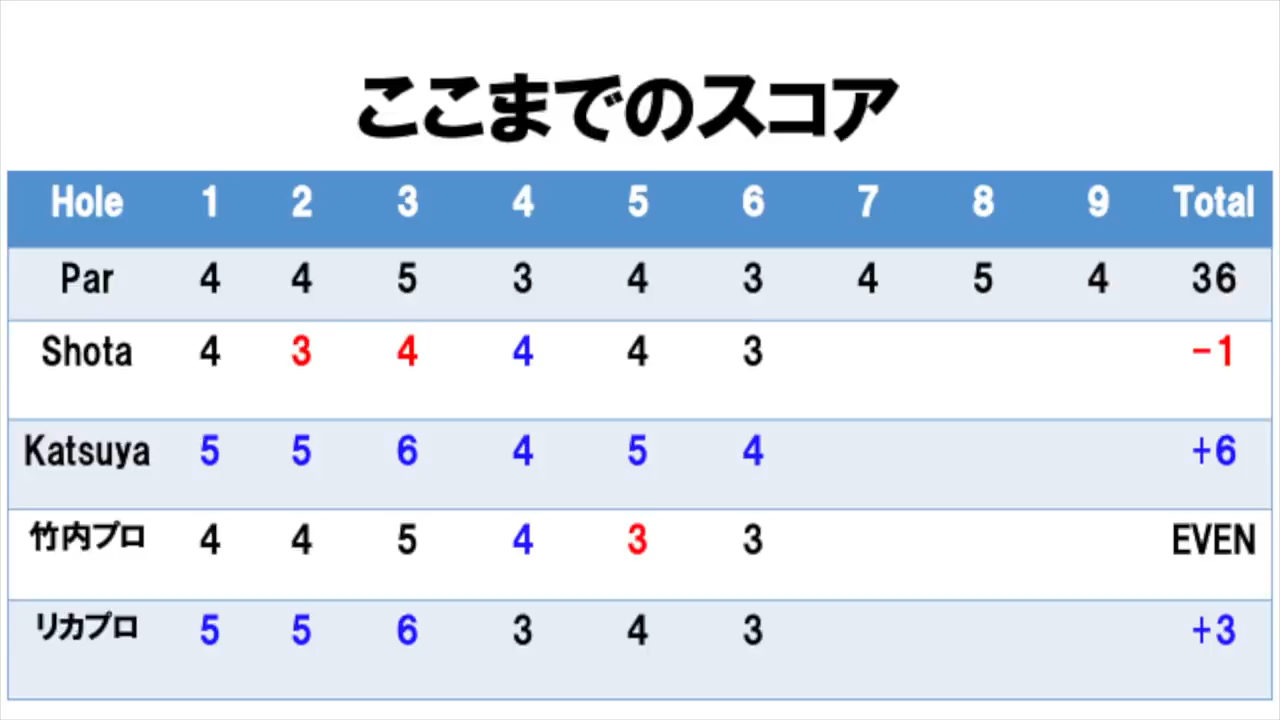 ここまでのスコア
Hole 1 2 3 4 5 6 7 8 9 Total
Par 4 4 5 3 4 3 4 5 4 36
Shota 4 3 4 4 4 3 -1
Katsuya 5 5 6 4 5 4 +6
竹内プロ 4 4 5 4 3 3 EVEN
リカプロ 5 5 6 3 4 3 +3